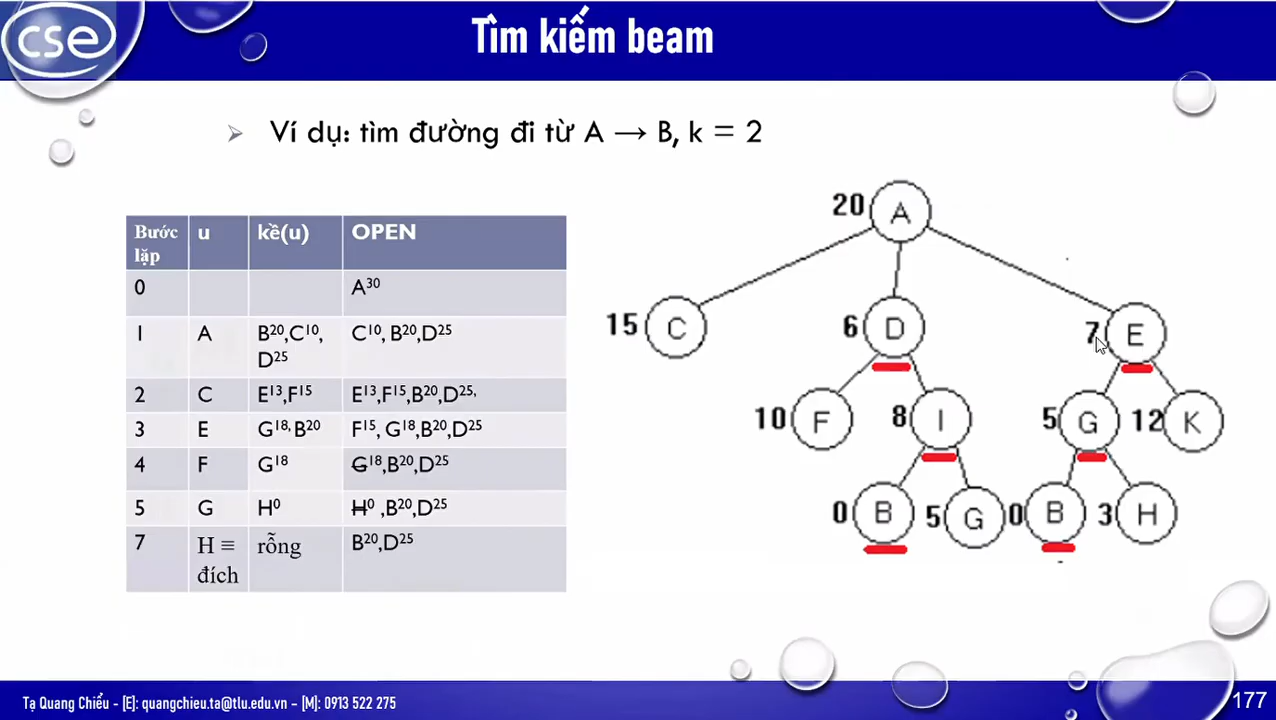 cse
Tìm kiếm beam
Ví dụ: tìm đường đi từ A → B, k = 2
Bước lặp u kề(u) OPEN
0 A³⁰
1 A B²⁰,C¹⁰, D²⁵ C¹⁰, B²⁰,D²⁵
2 C E¹³,F¹⁵ E¹³,F¹⁵,B²⁰,D²⁵,
3 E G¹⁸,B²⁰ F¹⁵, G¹⁸,B²⁰,D²⁵
4 F G¹⁸ G¹⁸,B²⁰,D²⁵
5 G H⁰ H⁰ ,B²⁰,D²⁵
7 H ≡ đích rỗng B²⁰,D²⁵
20 A
15 C 6 D 7 E
10 F 8 I 5 G 12 K
0 B 5 G 0 B 3 H
Tạ Quang Chiểu – [E]: quangchieu.ta@tlu.edu.vn – [M]: 0913 522 275
177